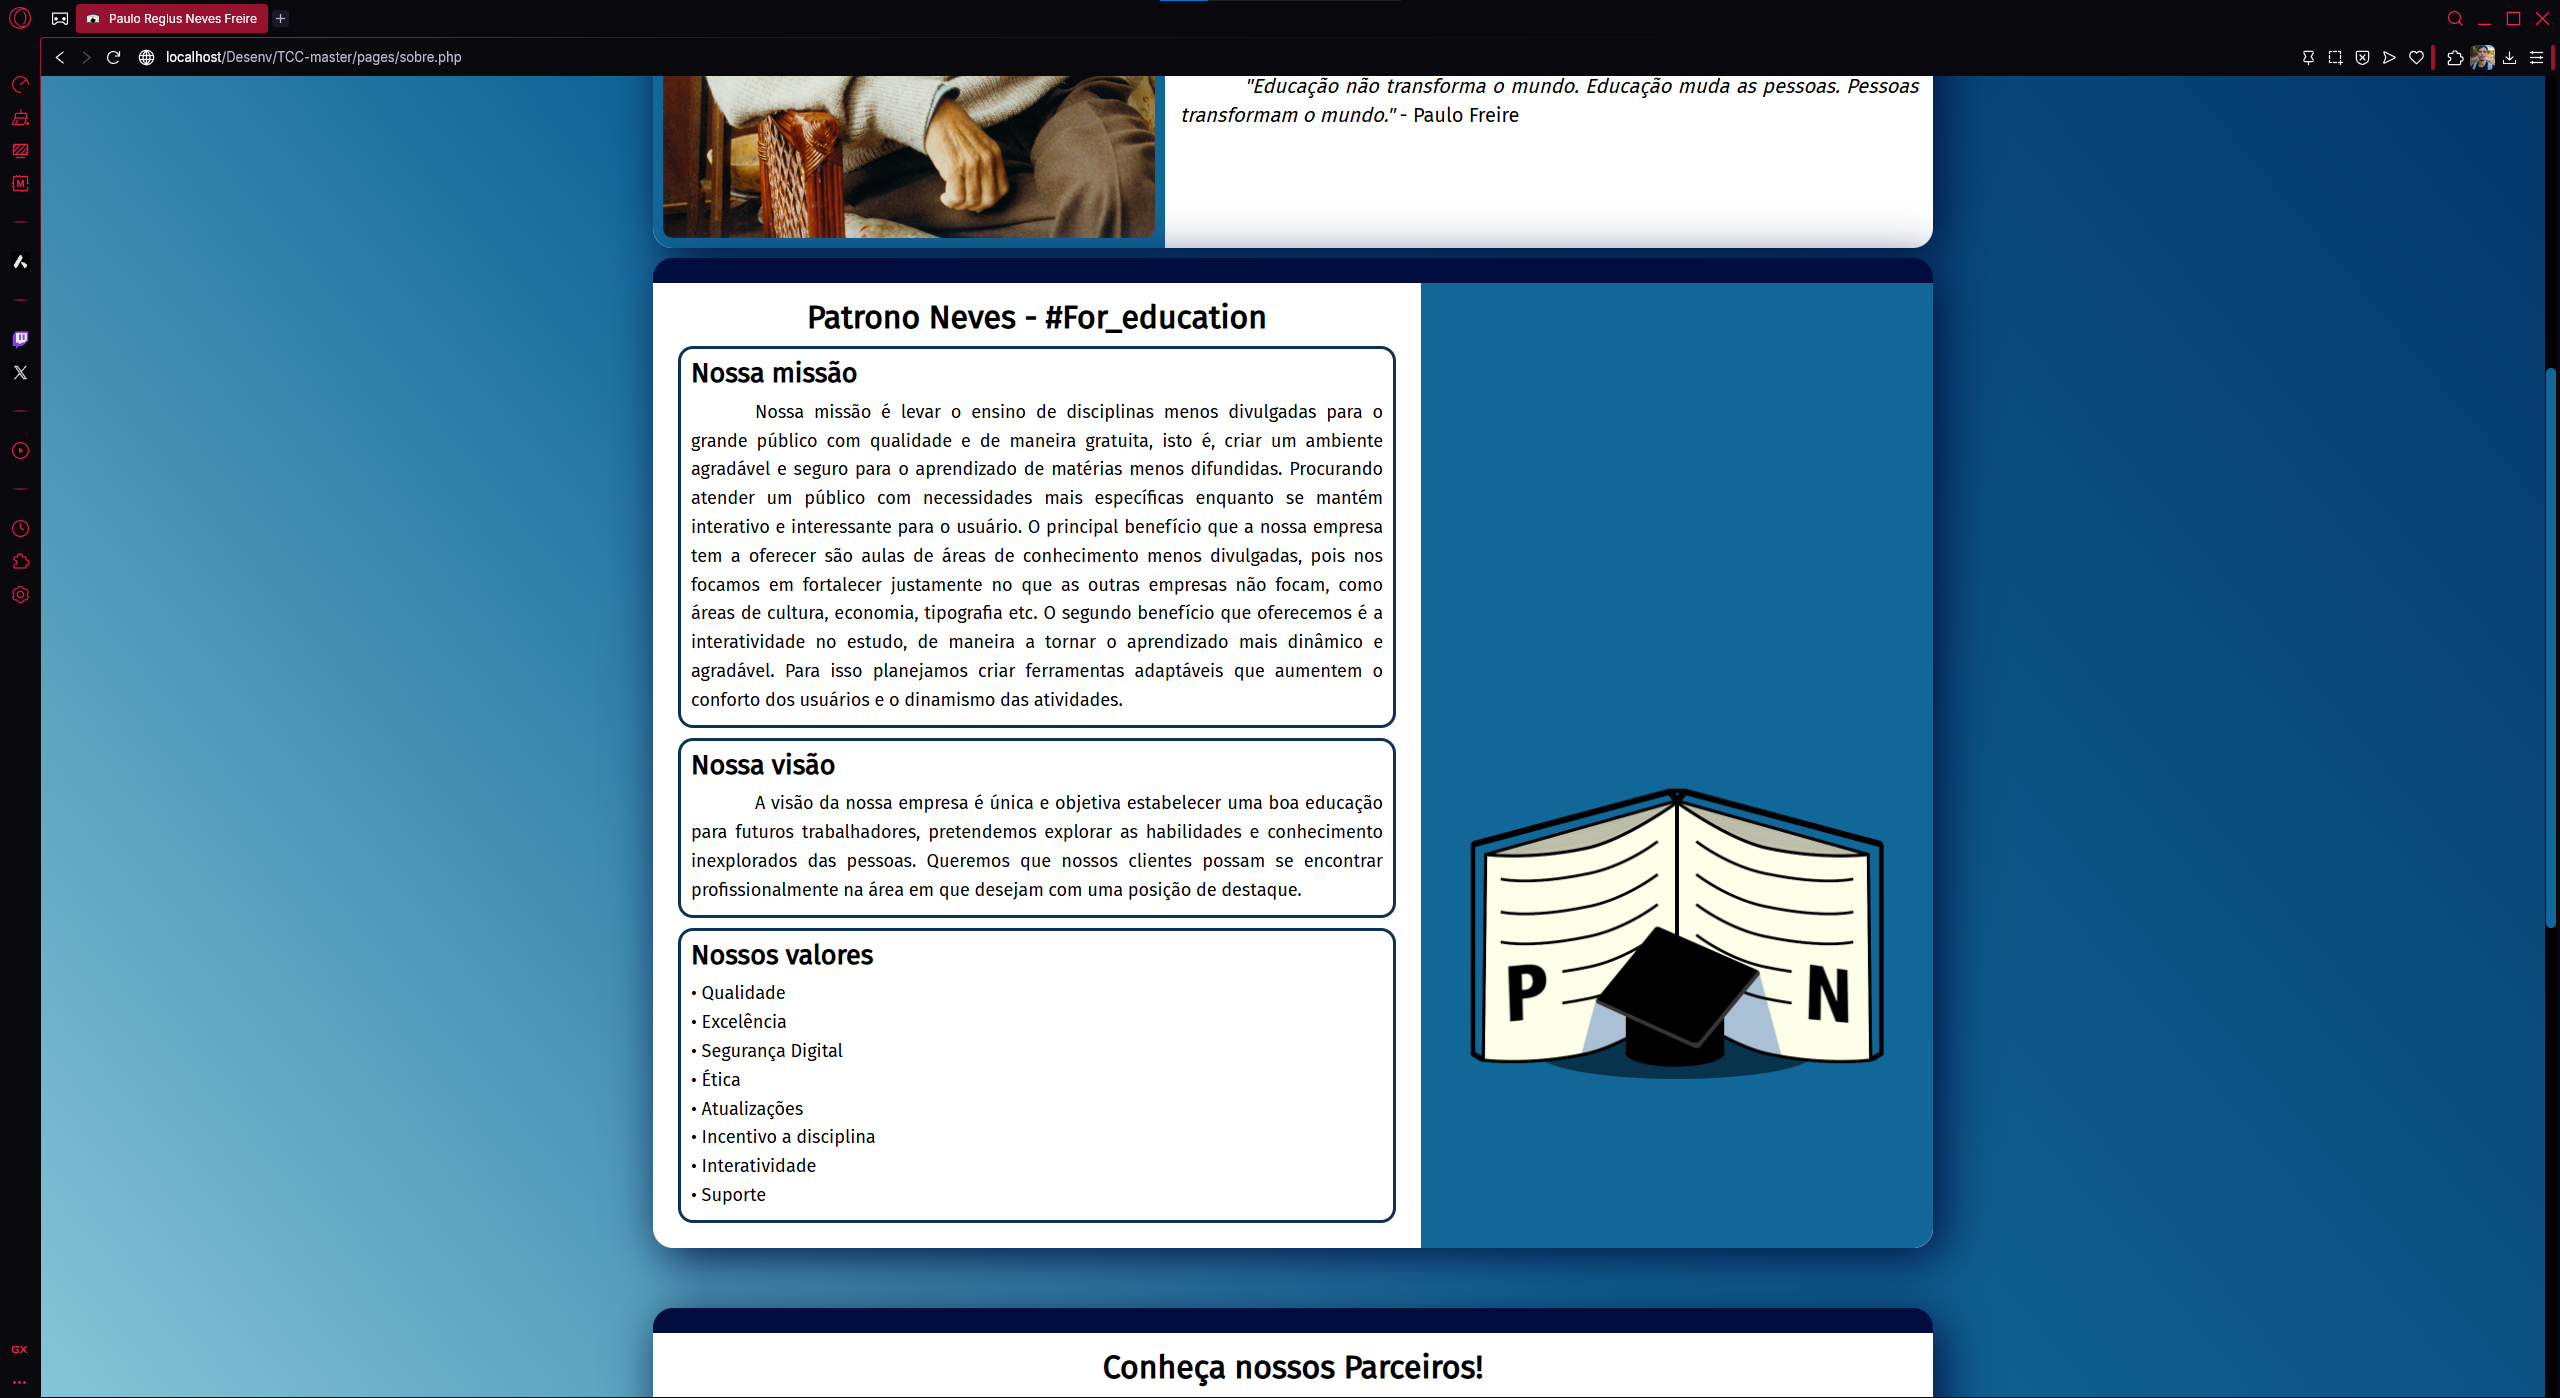 Paulo Regius Neves Freire
localhost/Desenv/TCC-master/pages/sobre.php
"Educação não transforma o mundo. Educação muda as pessoas. Pessoas
transformam o mundo." - Paulo Freire
Patrono Neves - #For_education
Nossa missão
Nossa missão é levar o ensino de disciplinas menos divulgadas para o
grande público com qualidade e de maneira gratuita, isto é, criar um ambiente
agradável e seguro para o aprendizado de matérias menos difundidas. Procurando
atender um público com necessidades mais específicas enquanto se mantém
interativo e interessante para o usuário. O principal benefício que a nossa empresa
tem a oferecer são aulas de áreas de conhecimento menos divulgadas, pois nos
focamos em fortalecer justamente no que as outras empresas não focam, como
áreas de cultura, economia, tipografia etc. O segundo benefício que oferecemos é a
interatividade no estudo, de maneira a tornar o aprendizado mais dinâmico e
agradável. Para isso planejamos criar ferramentas adaptáveis que aumentem o
conforto dos usuários e o dinamismo das atividades.
Nossa visão
A visão da nossa empresa é única e objetiva estabelecer uma boa educação
para futuros trabalhadores, pretendemos explorar as habilidades e conhecimento
inexplorados das pessoas. Queremos que nossos clientes possam se encontrar
profissionalmente na área em que desejam com uma posição de destaque.
Nossos valores
• Qualidade
• Excelência
• Segurança Digital
• Ética
• Atualizações
• Incentivo a disciplina
• Interatividade
• Suporte
P N
GX
Conheça nossos Parceiros!